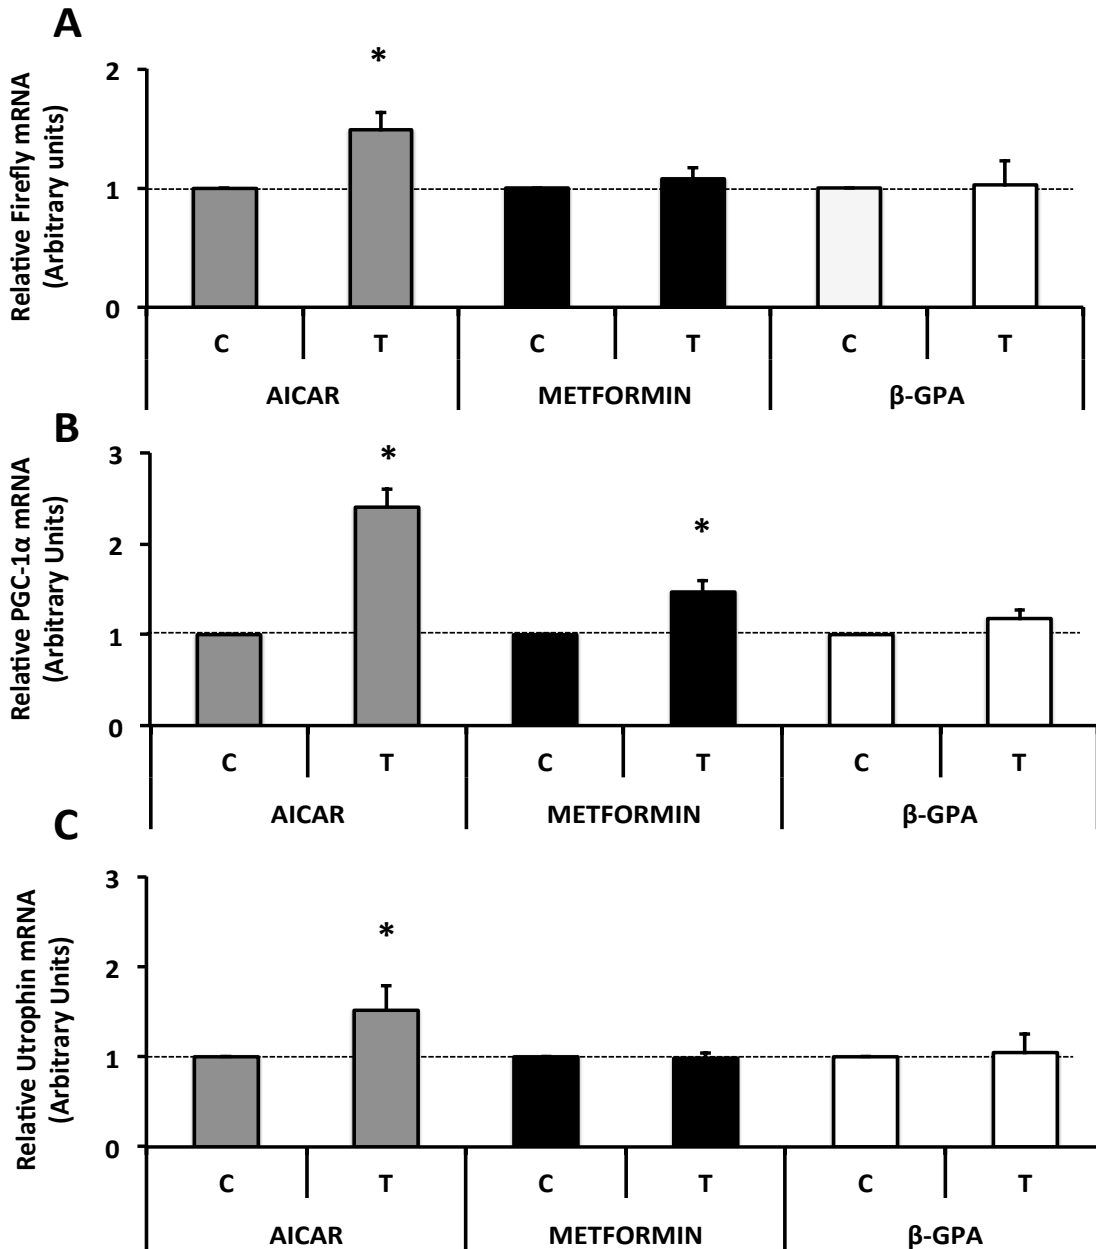 A
Relative Firefly mRNA
(Arbitrary units)
2
1
0
*
C T C T C T
AICAR METFORMIN β-GPA
B
Relative PGC-1α mRNA
(Arbitrary Units)
3
2
1
0
* *
C T C T C T
AICAR METFORMIN β-GPA
C
Relative Utrophin mRNA
(Arbitrary Units)
3
2
1
0
*
C T C T C T
AICAR METFORMIN β-GPA